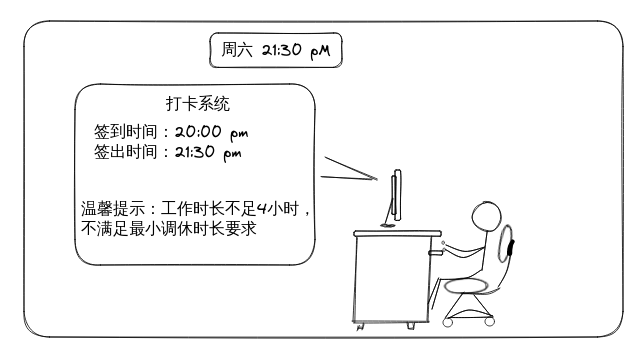 周六 21:30 pM
打卡系统
签到时间：20:00 pm
签出时间：21:30 pm
温馨提示：工作时长不足4小时，
不满足最小调休时长要求